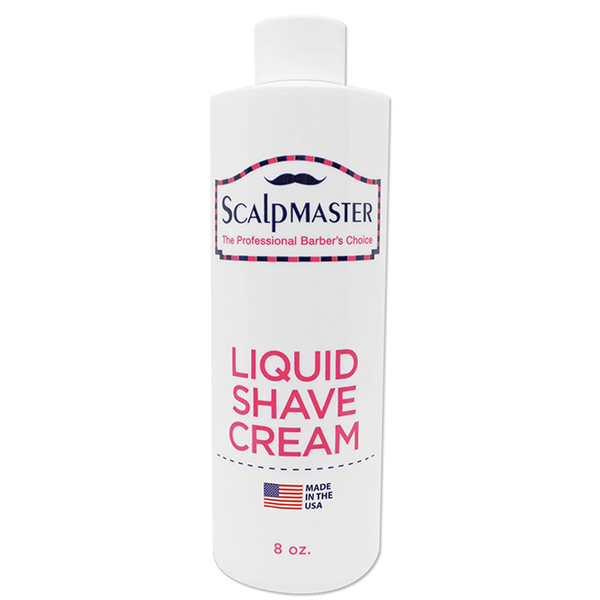 SCAlpMASTER
The Professional Barber's Choice
LIQUID
SHAVE
CREAM
MADE
IN THE
USA
8 oz.